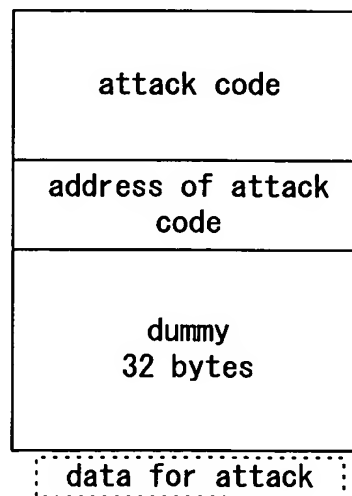 attack code
address of attack
code
dummy
32 bytes
data for attack